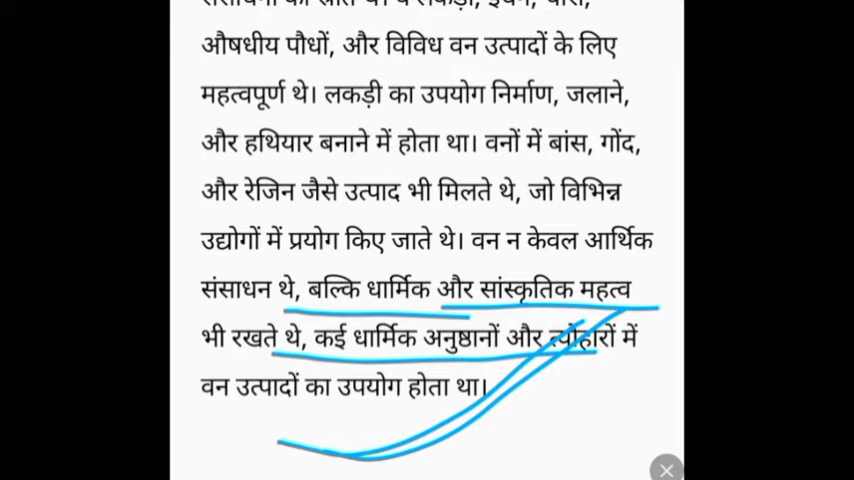 औषधीय पौधों, और विविध वन उत्पादों के लिए
महत्वपूर्ण थे। लकड़ी का उपयोग निर्माण, जलाने,
और हथियार बनाने में होता था। वनों में बांस, गोंद,
और रेजिन जैसे उत्पाद भी मिलते थे, जो विभिन्न
उद्योगों में प्रयोग किए जाते थे। वन न केवल आर्थिक
संसाधन थे, बल्कि धार्मिक और सांस्कृतिक महत्व
भी रखते थे, कई धार्मिक अनुष्ठानों और त्योहारों में
वन उत्पादों का उपयोग होता था।